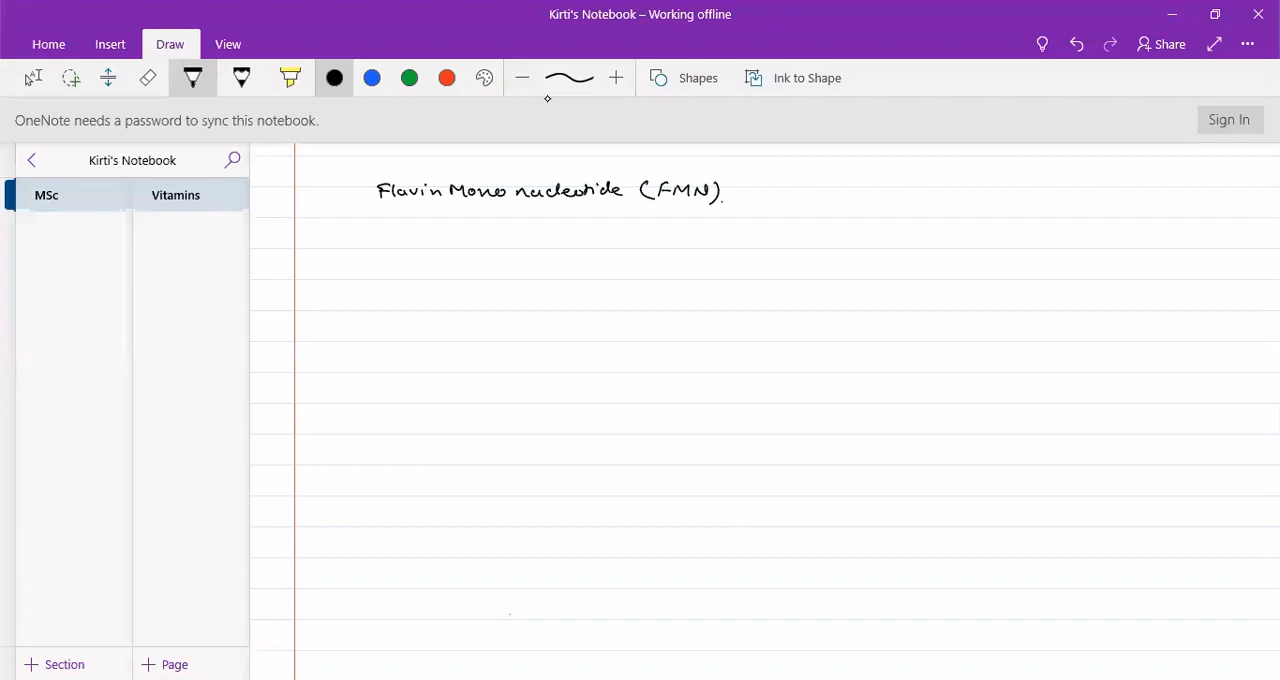 Kirti's Notebook – Working offline
Home Insert Draw View Share
Shapes Ink to Shape
OneNote needs a password to sync this notebook. Sign In
Kirti's Notebook
MSc Vitamins
Flavin Mono nucleotide (FMN).
Section Page